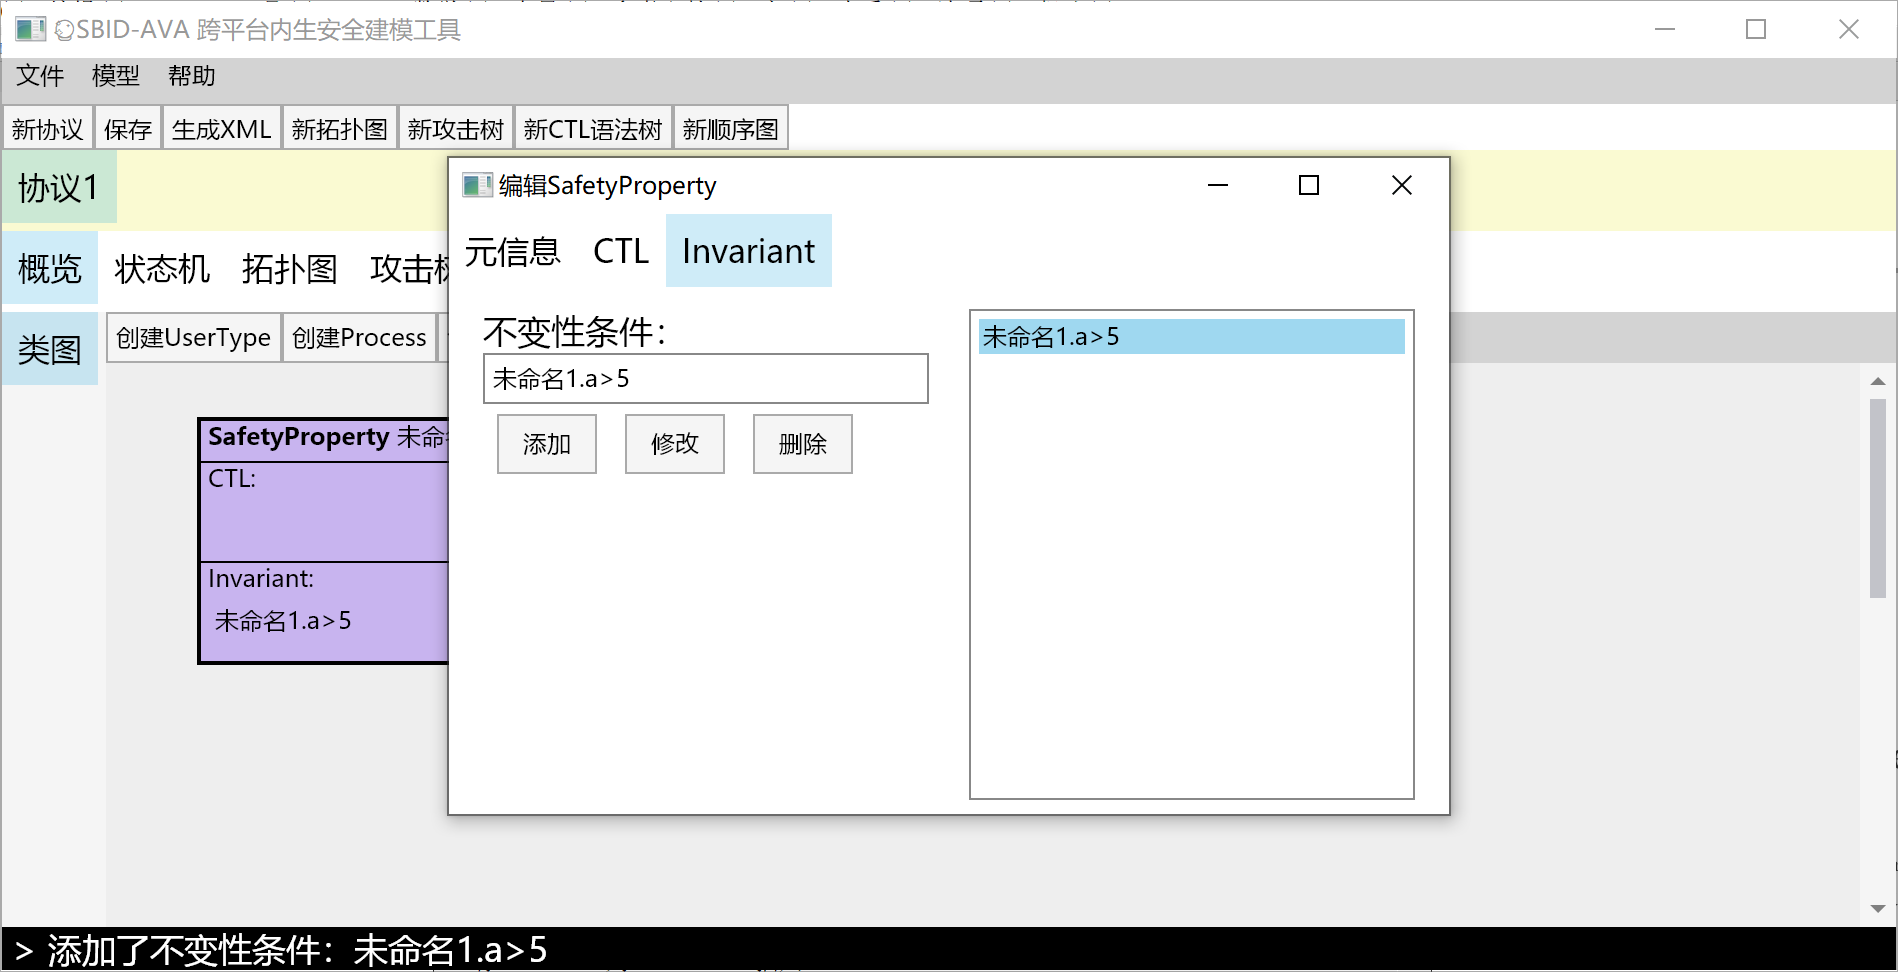 SBID-AVA 跨平台内生安全建模工具
文件 模型 帮助
新协议 保存 生成XML 新拓扑图 新攻击树 新CTL语法树 新顺序图
协议1
概览 状态机 拓扑图 攻击树
类图
创建UserType 创建Process
SafetyProperty 未命名
CTL:
Invariant:
未命名1.a>5
编辑SafetyProperty
元信息 CTL Invariant
不变性条件：
未命名1.a>5
添加 修改 删除
未命名1.a>5
> 添加了不变性条件：未命名1.a>5